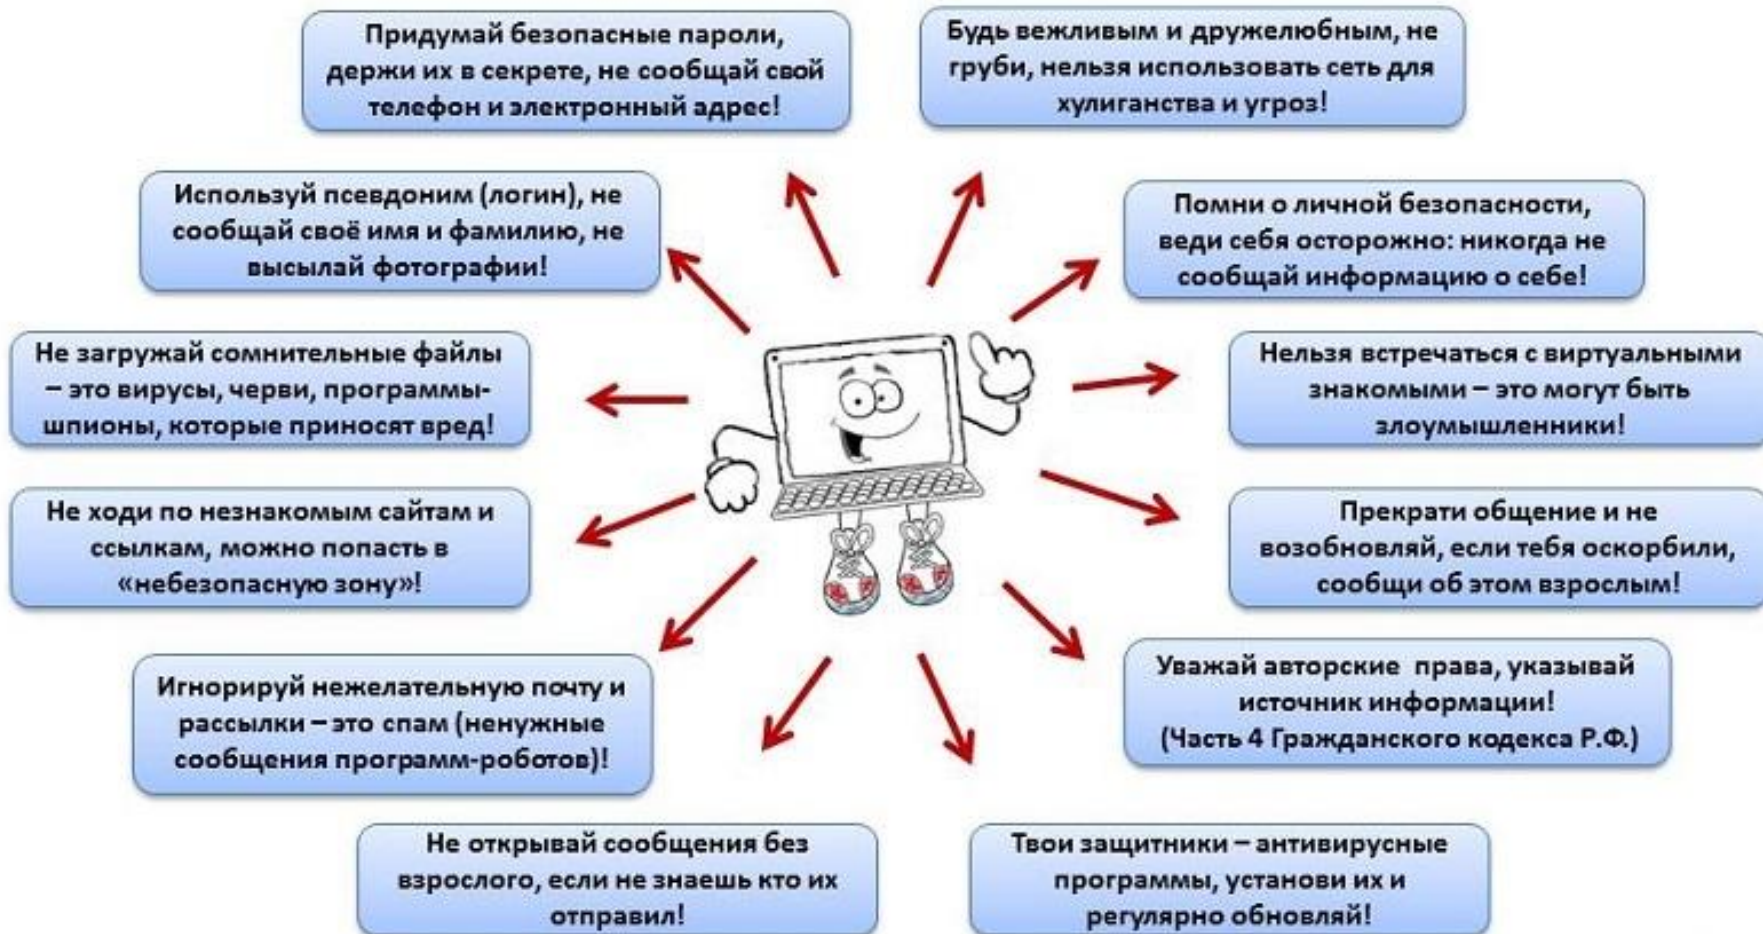 Придумай безопасные пароли,
держи их в секрете, не сообщай свой
телефон и электронный адрес!
Будь вежливым и дружелюбным, не
груби, нельзя использовать сеть для
хулиганства и угроз!
Используй псевдоним (логин), не
сообщай своё имя и фамилию, не
высылай фотографии!
Помни о личной безопасности,
веди себя осторожно: никогда не
сообщай информацию о себе!
Не загружай сомнительные файлы
– это вирусы, черви, программы-
шпионы, которые приносят вред!
Нельзя встречаться с виртуальными
знакомыми – это могут быть
злоумышленники!
Не ходи по незнакомым сайтам и
ссылкам, можно попасть в
«небезопасную зону»!
Прекрати общение и не
возобновляй, если тебя оскорбили,
сообщи об этом взрослым!
Игнорируй нежелательную почту и
рассылки – это спам (ненужные
сообщения программ-роботов)!
Уважай авторские права, указывай
источник информации!
(Часть 4 Гражданского кодекса Р.Ф.)
Не открывай сообщения без
взрослого, если не знаешь кто их
отправил!
Твои защитники – антивирусные
программы, установи их и
регулярно обновляй!